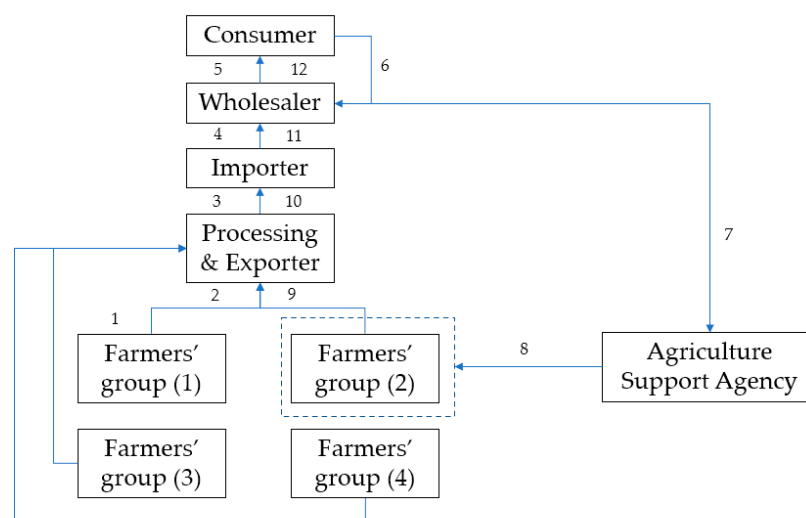 Consumer
5 12 6
Wholesaler
4 11
Importer
3 10
Processing
& Exporter
7
2 9
1
Farmers’
group (1)
Farmers’
group (2)
8
Agriculture
Support Agency
Farmers’
group (3)
Farmers’
group (4)